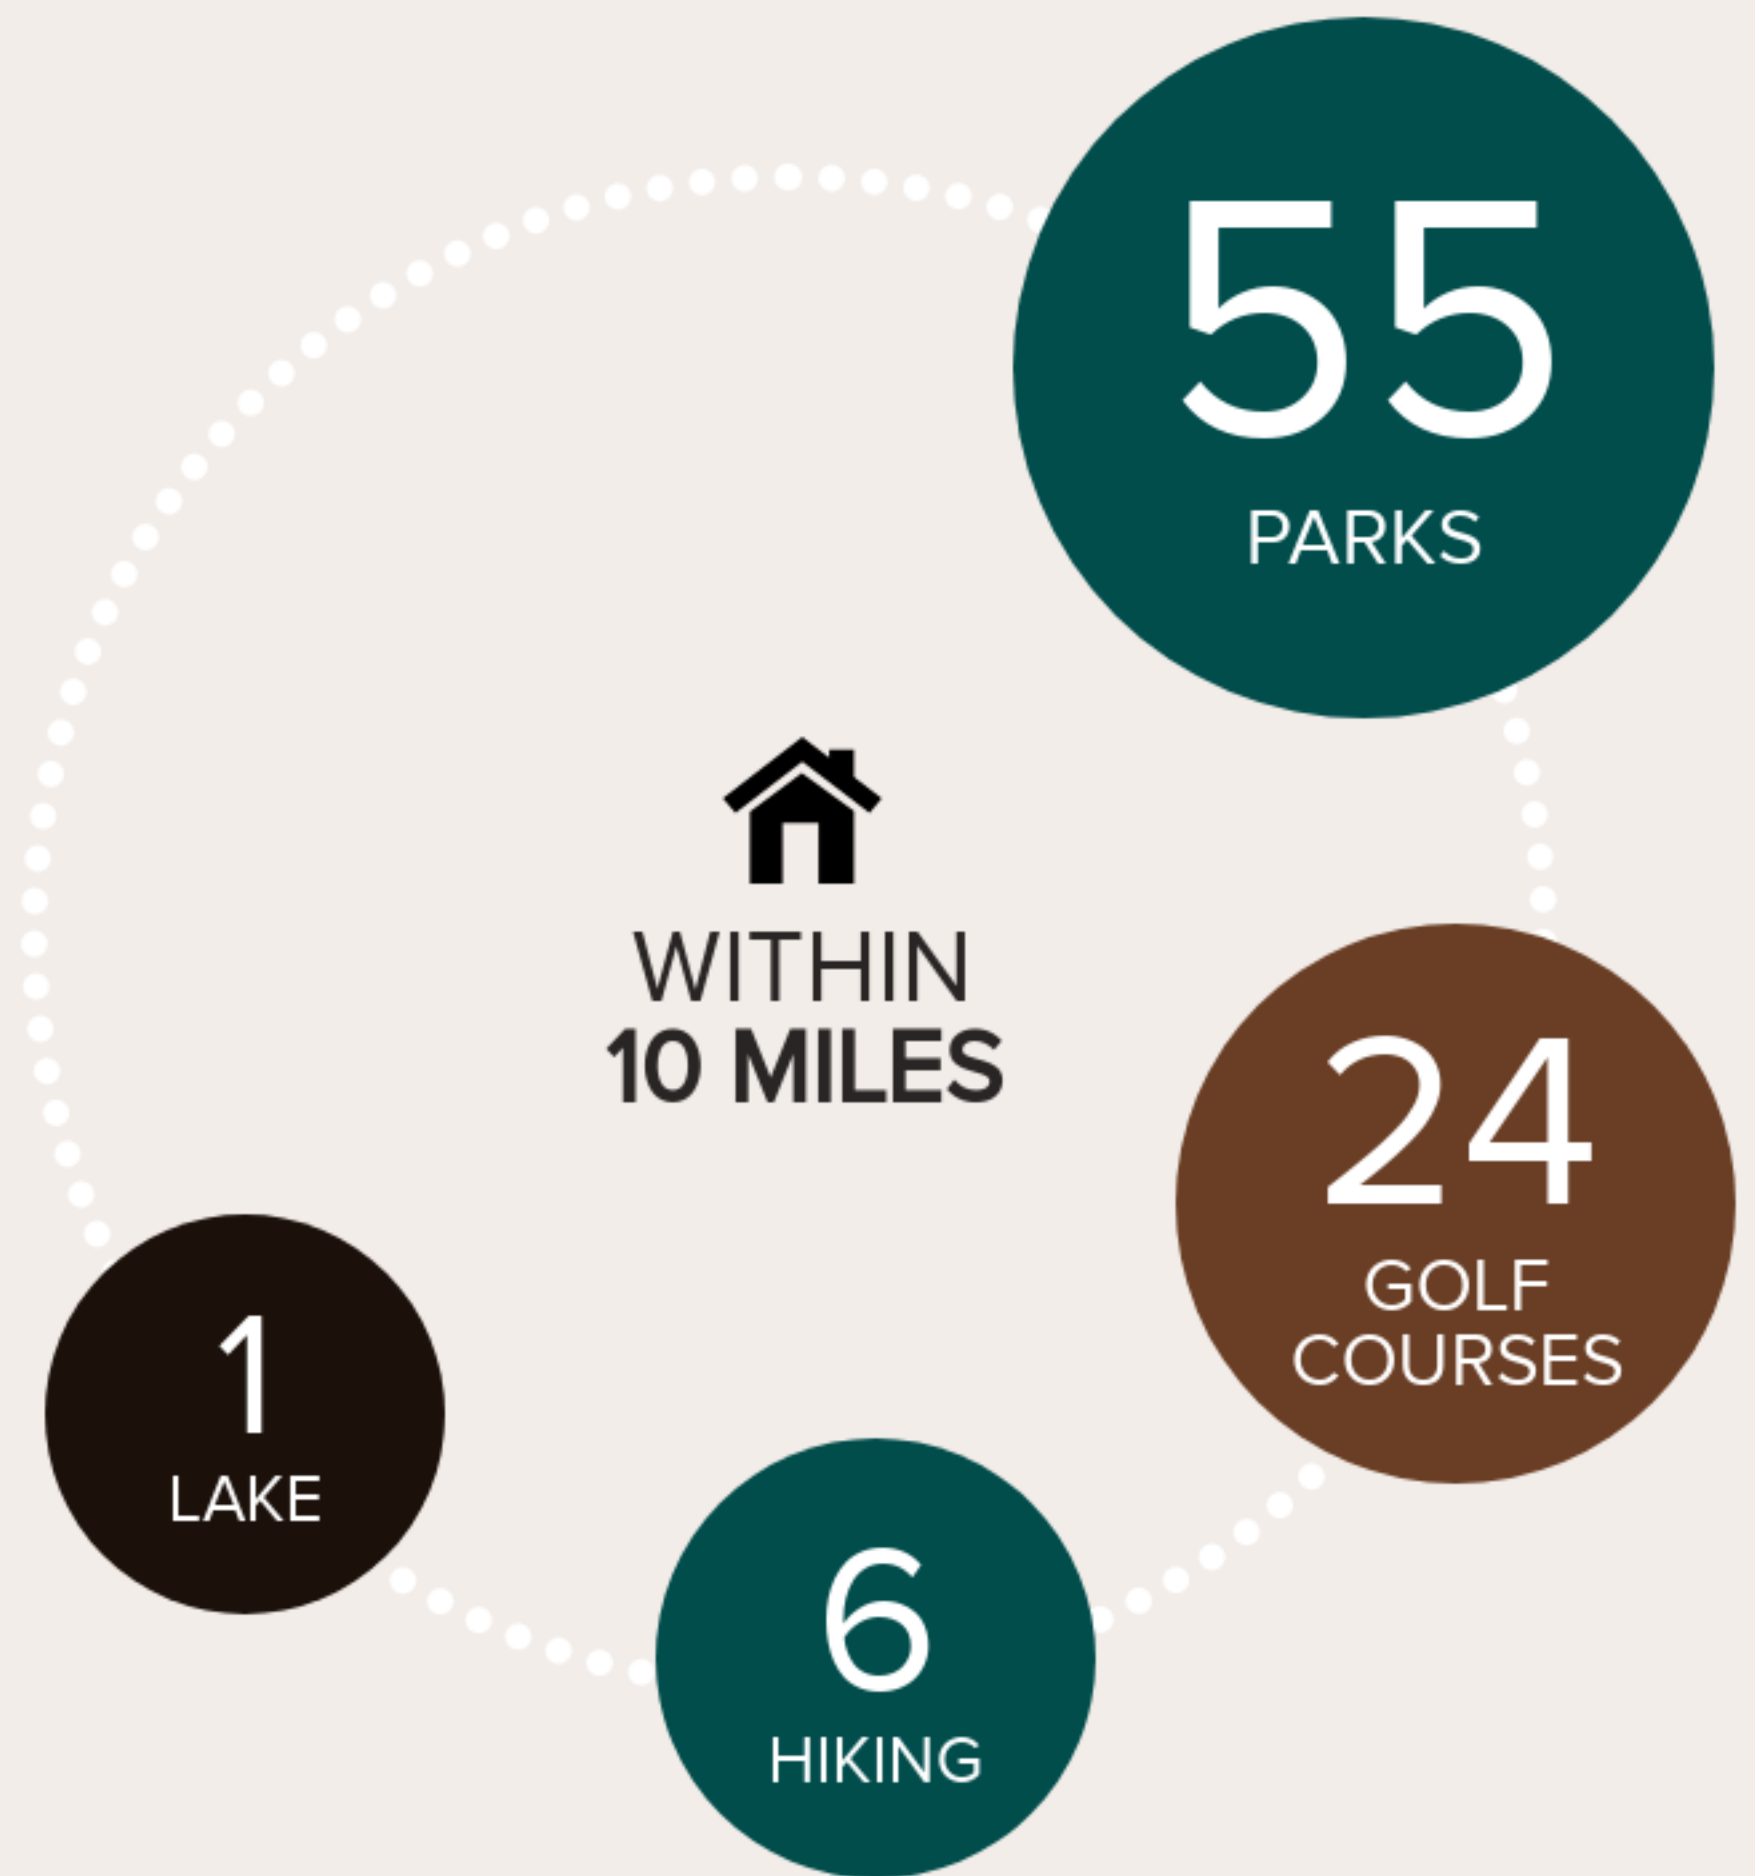 55
PARKS
WITHIN
10 MILES
24
GOLF
COURSES
1
LAKE
6
HIKING